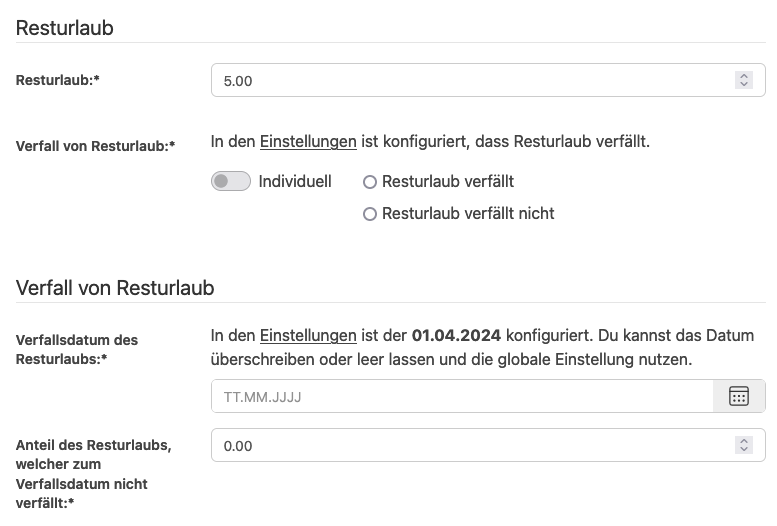 Resturlaub
Resturlaub:*
5.00
Verfall von Resturlaub:*
In den Einstellungen ist konfiguriert, dass Resturlaub verfällt.
Individuell
Resturlaub verfällt
Resturlaub verfällt nicht
Verfall von Resturlaub
Verfallsdatum des
Resturlaubs:*
In den Einstellungen ist der 01.04.2024 konfiguriert. Du kannst das Datum
überschreiben oder leer lassen und die globale Einstellung nutzen.
TT.MM.JJJJ
Anteil des Resturlaubs,
welcher zum
Verfallsdatum nicht
verfällt:*
0.00